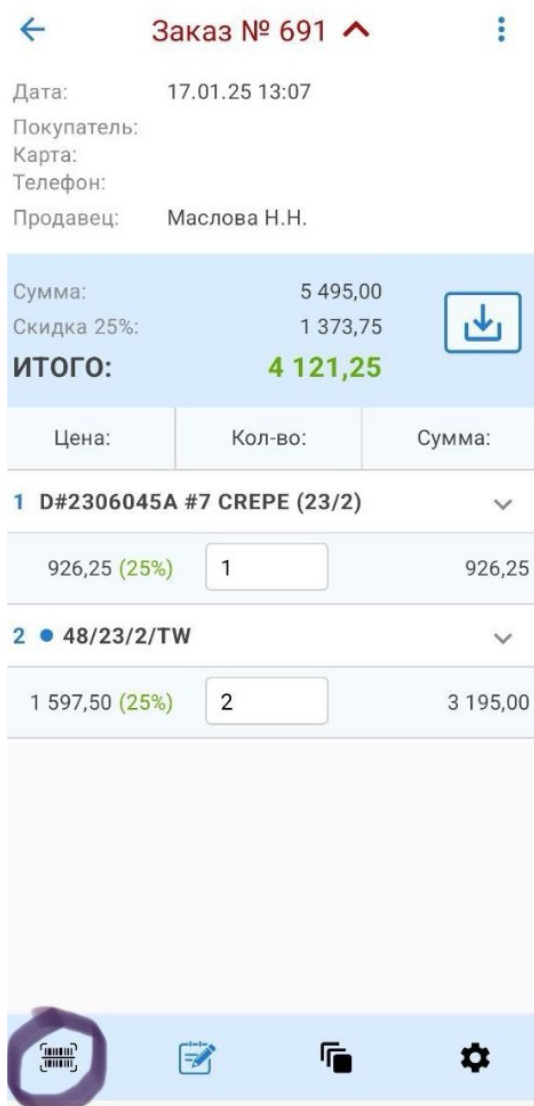 Заказ № 691
Дата: 17.01.25 13:07
Покупатель:
Карта:
Телефон:
Продавец: Маслова Н.Н.
Сумма: 5 495,00
Скидка 25%: 1 373,75
ИТОГО: 4 121,25
Цена: Кол-во: Сумма:
1 D#2306045A #7 CREPE (23/2)
926,25 (25%) 1 926,25
2 48/23/2/TW
1 597,50 (25%) 2 3 195,00